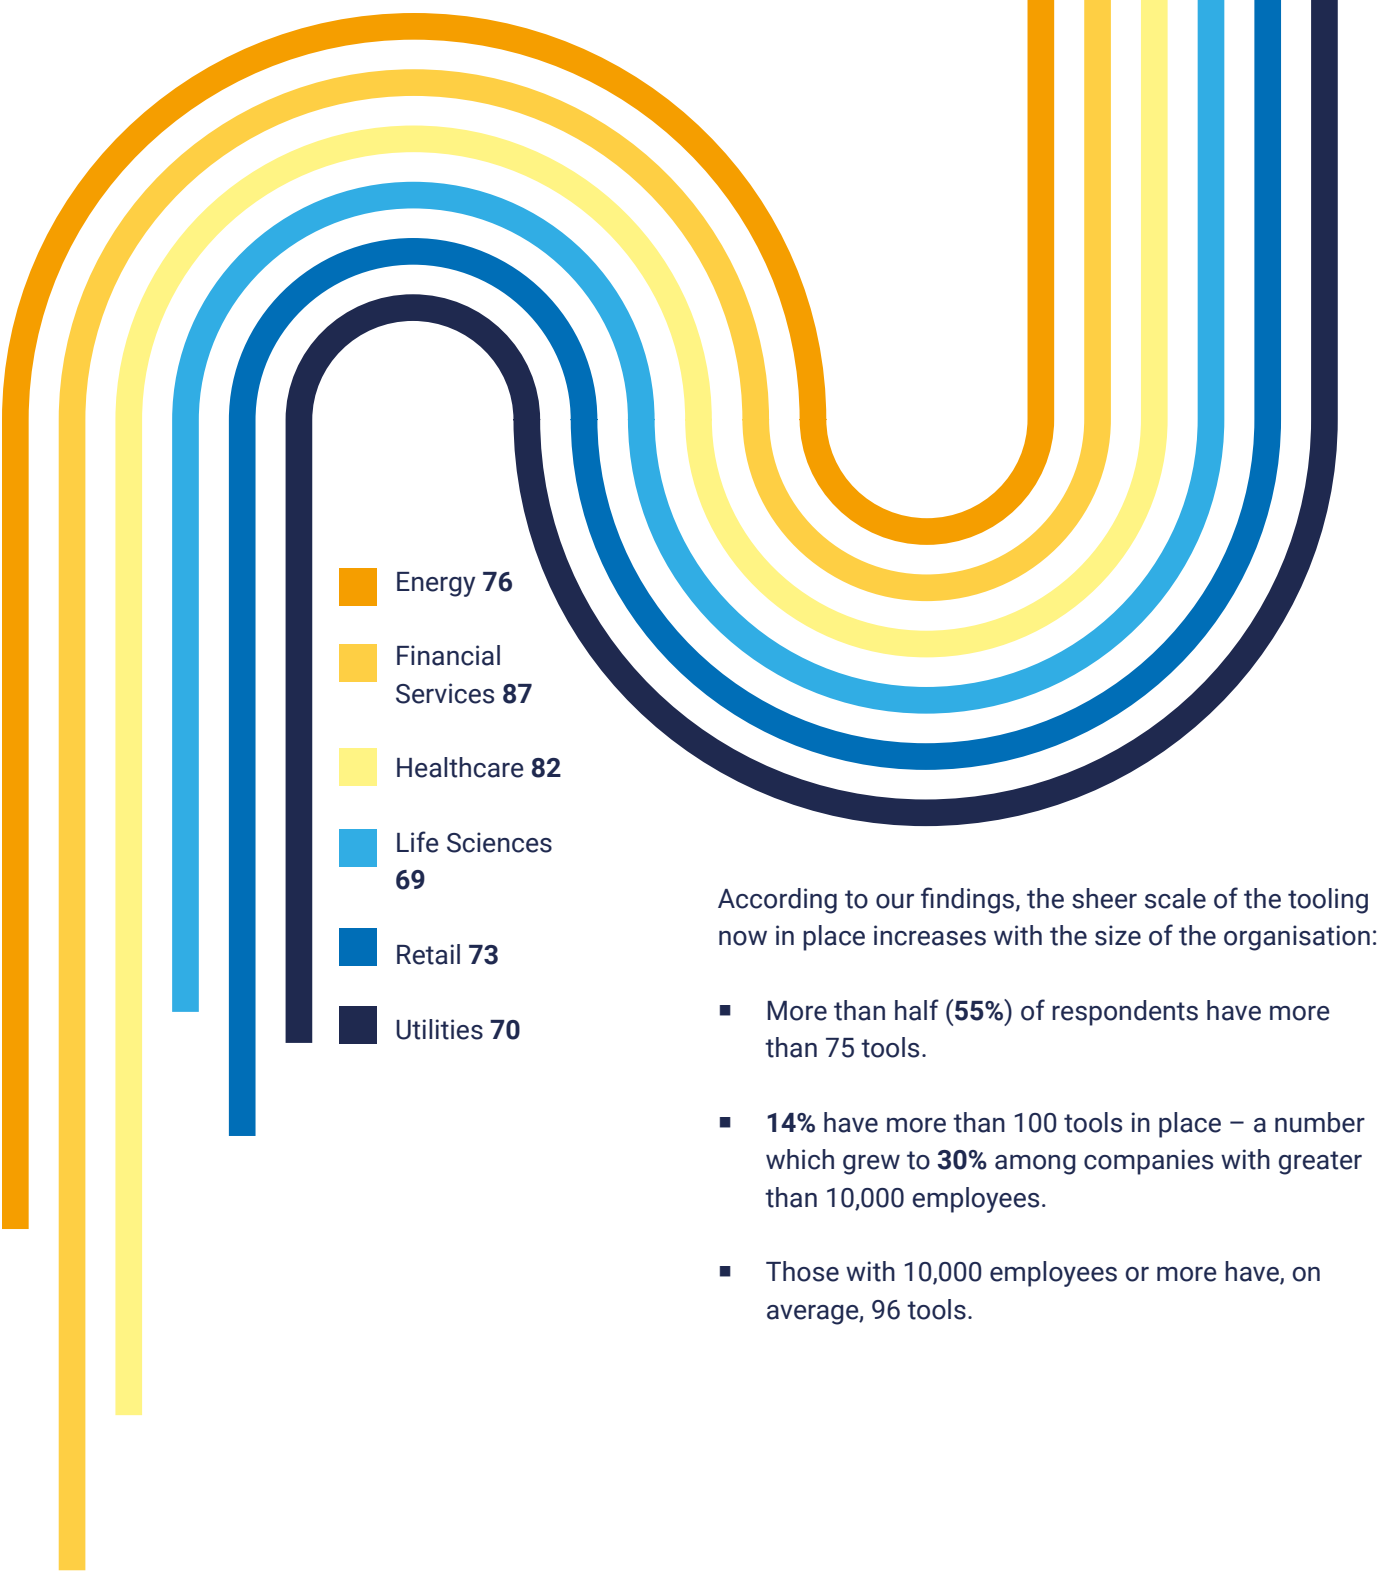 Energy 76
Financial
Services 87
Healthcare 82
Life Sciences
69
Retail 73
Utilities 70
According to our findings, the sheer scale of the tooling
now in place increases with the size of the organisation:
▪ More than half (55%) of respondents have more
than 75 tools.
▪ 14% have more than 100 tools in place – a number
which grew to 30% among companies with greater
than 10,000 employees.
▪ Those with 10,000 employees or more have, on
average, 96 tools.